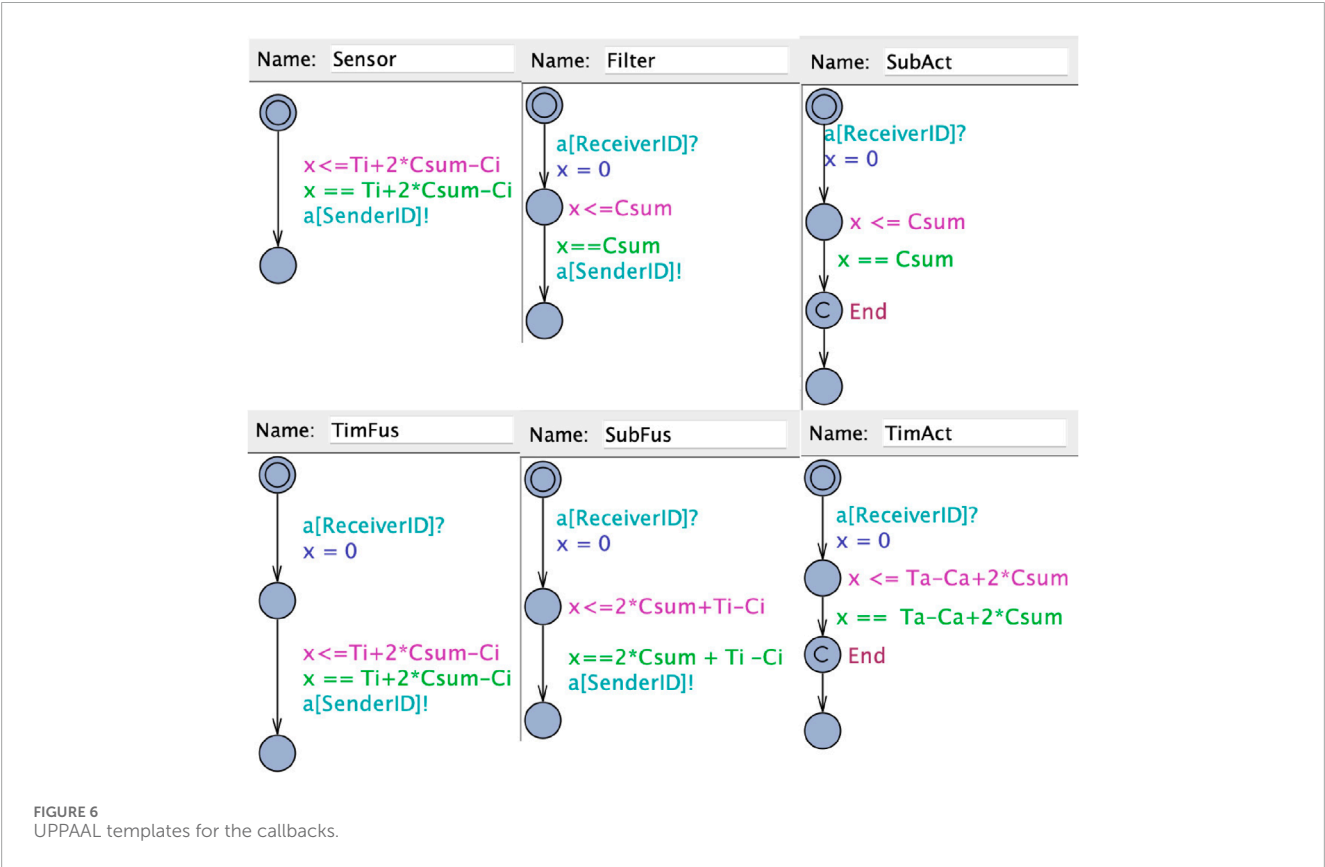 Name: Sensor
x<=Ti+2*Csum-Ci
x == Ti+2*Csum-Ci
a[SenderID]!
Name: Filter
a[ReceiverID]?
x = 0
x<=Csum
x==Csum
a[SenderID]!
Name: SubAct
a[ReceiverID]?
x = 0
x <= Csum
x == Csum
C End
Name: TimFus
a[ReceiverID]?
x = 0
x<=Ti+2*Csum-Ci
x == Ti+2*Csum-Ci
a[SenderID]!
Name: SubFus
a[ReceiverID]?
x = 0
x<=2*Csum+Ti-Ci
x==2*Csum + Ti -Ci
a[SenderID]!
Name: TimAct
a[ReceiverID]?
x = 0
x <= Ta-Ca+2*Csum
x == Ta-Ca+2*Csum
C End
FIGURE 6
UPPAAL templates for the callbacks.